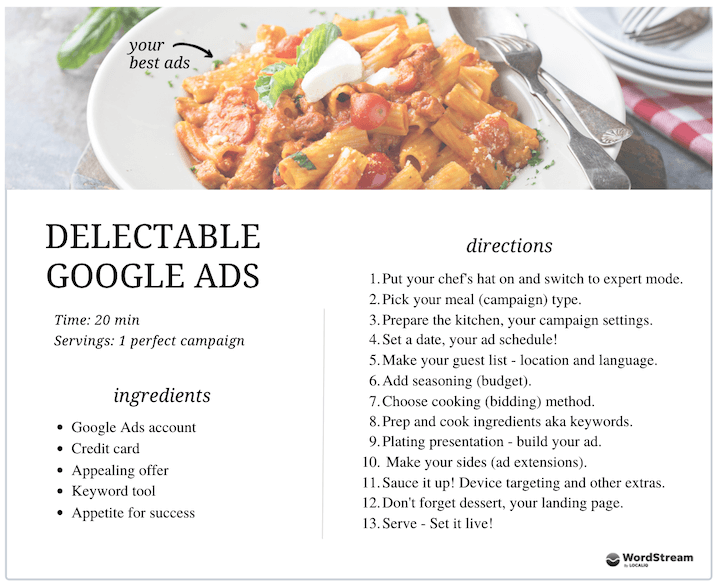 your
best ads
DELECTABLE
GOOGLE ADS
Time: 20 min
Servings: 1 perfect campaign
ingredients
• Google Ads account
• Credit card
• Appealing offer
• Keyword tool
• Appetite for success
directions
1. Put your chef's hat on and switch to expert mode.
2. Pick your meal (campaign) type.
3. Prepare the kitchen, your campaign settings.
4. Set a date, your ad schedule!
5. Make your guest list - location and language.
6. Add seasoning (budget).
7. Choose cooking (bidding) method.
8. Prep and cook ingredients aka keywords.
9. Plating presentation - build your ad.
10. Make your sides (ad extensions).
11. Sauce it up! Device targeting and other extras.
12. Don't forget dessert, your landing page.
13. Serve - Set it live!
WordStream
by LOCALiQ